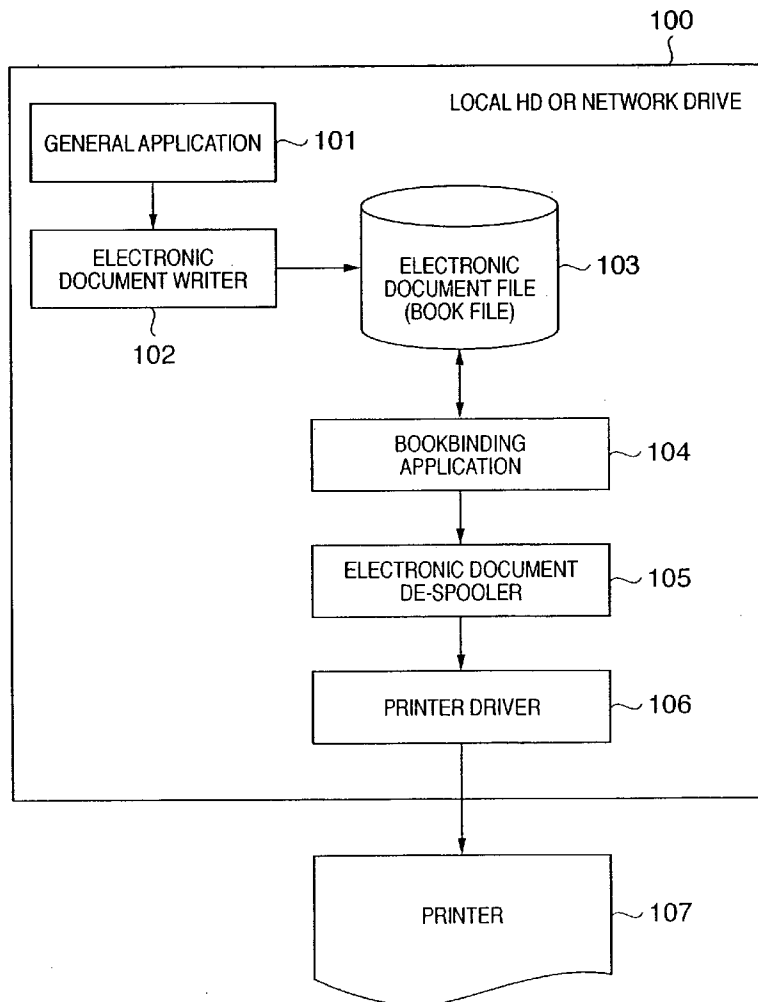 100
LOCAL HD OR NETWORK DRIVE
GENERAL APPLICATION
101
ELECTRONIC
DOCUMENT WRITER
102
ELECTRONIC
DOCUMENT FILE
(BOOK FILE)
103
BOOKBINDING
APPLICATION
104
ELECTRONIC DOCUMENT
DE-SPOOLER
105
PRINTER DRIVER
106
PRINTER
107